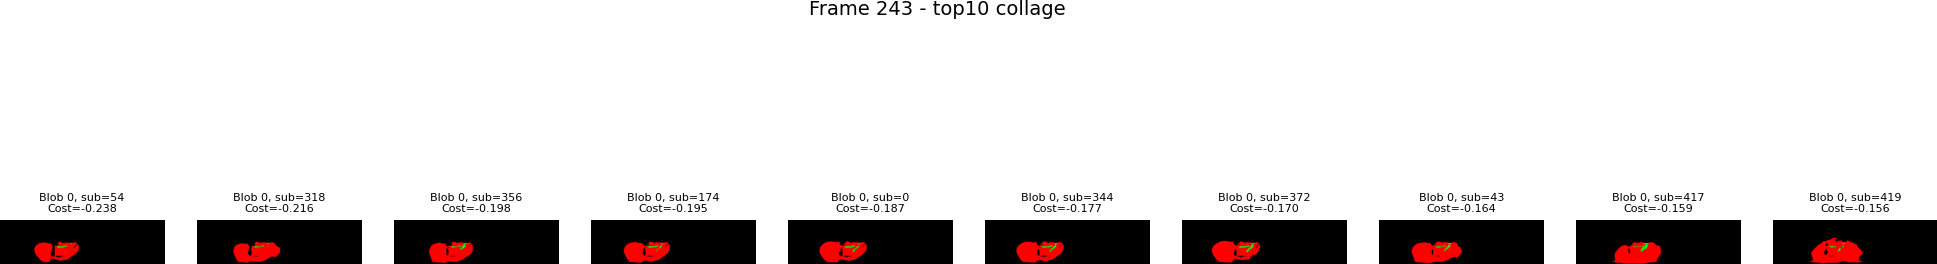 Frame 243 - top10 collage
Blob 0, sub=54
Cost=-0.238
Blob 0, sub=318
Cost=-0.216
Blob 0, sub=356
Cost=-0.198
Blob 0, sub=174
Cost=-0.195
Blob 0, sub=0
Cost=-0.187
Blob 0, sub=344
Cost=-0.177
Blob 0, sub=372
Cost=-0.170
Blob 0, sub=43
Cost=-0.164
Blob 0, sub=417
Cost=-0.159
Blob 0, sub=419
Cost=-0.156